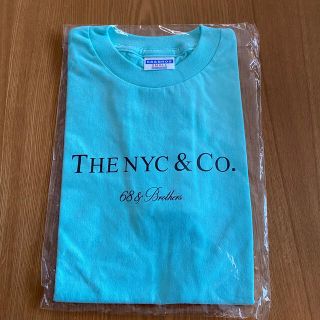 THE NYC & CO.
68 & Brothers